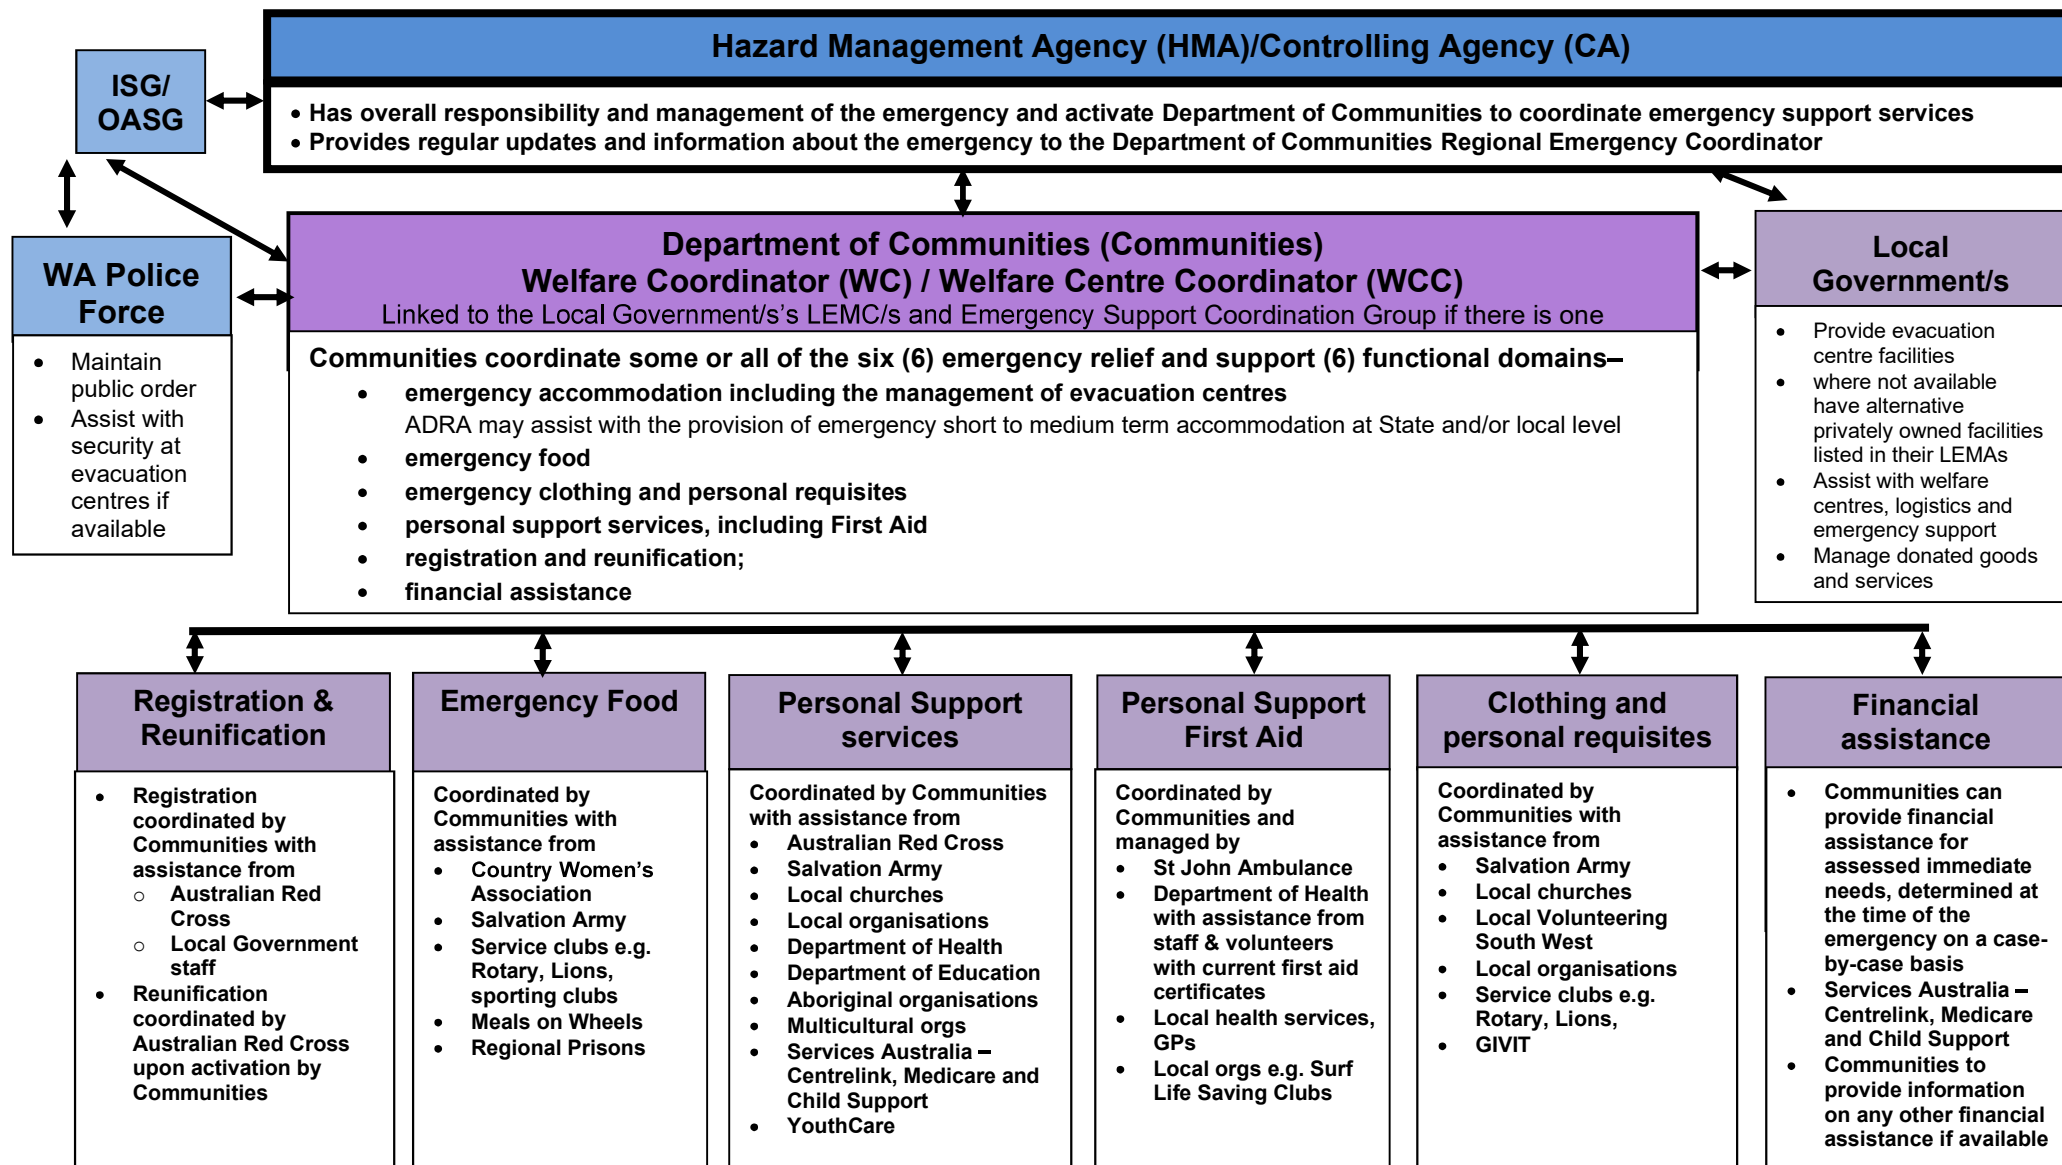 Hazard Management Agency (HMA)/Controlling Agency (CA)
• Has overall responsibility and management of the emergency and activate Department of Communities to coordinate emergency support services
• Provides regular updates and information about the emergency to the Department of Communities Regional Emergency Coordinator
ISG/
OASG
WA Police
Force
• Maintain
public order
• Assist with
security at
evacuation
centres if
available
Department of Communities (Communities)
Welfare Coordinator (WC) / Welfare Centre Coordinator (WCC)
Linked to the Local Government/s's LEMC/s and Emergency Support Coordination Group if there is one
Communities coordinate some or all of the six (6) emergency relief and support (6) functional domains–
• emergency accommodation including the management of evacuation centres
ADRA may assist with the provision of emergency short to medium term accommodation at State and/or local level
• emergency food
• emergency clothing and personal requisites
• personal support services, including First Aid
• registration and reunification;
• financial assistance
Local
Government/s
• Provide evacuation
centre facilities
• where not available
have alternative
privately owned facilities
listed in their LEMAs
• Assist with welfare
centres, logistics and
emergency support
• Manage donated goods
and services
Registration &
Reunification
• Registration
coordinated by
Communities with
assistance from
o Australian Red
Cross
o Local Government
staff
• Reunification
coordinated by
Australian Red Cross
upon activation by
Communities
Emergency Food
Coordinated by
Communities with
assistance from
• Country Women's
Association
• Salvation Army
• Service clubs e.g.
Rotary, Lions,
sporting clubs
• Meals on Wheels
• Regional Prisons
Personal Support
services
Coordinated by Communities
with assistance from
• Australian Red Cross
• Salvation Army
• Local churches
• Local organisations
• Department of Health
• Department of Education
• Aboriginal organisations
• Multicultural orgs
• Services Australia –
Centrelink, Medicare and
Child Support
• YouthCare
Personal Support
First Aid
Coordinated by
Communities and
managed by
• St John Ambulance
• Department of Health
with assistance from
staff & volunteers
with current first aid
certificates
• Local health services,
GPs
• Local orgs e.g. Surf
Life Saving Clubs
Clothing and
personal requisites
Coordinated by
Communities with
assistance from
• Salvation Army
• Local churches
• Local Volunteering
South West
• Local organisations
• Service clubs e.g.
Rotary, Lions,
• GIVIT
Financial
assistance
• Communities can
provide financial
assistance for
assessed immediate
needs, determined at
the time of the
emergency on a case-
by-case basis
• Services Australia –
Centrelink, Medicare
and Child Support
• Communities to
provide information
on any other financial
assistance if available